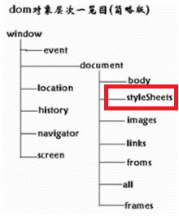 dom对象层次一笔图(简略版)
window
event
document
body
location
styleSheets
history
images
navigator
links
screen
froms
all
frames